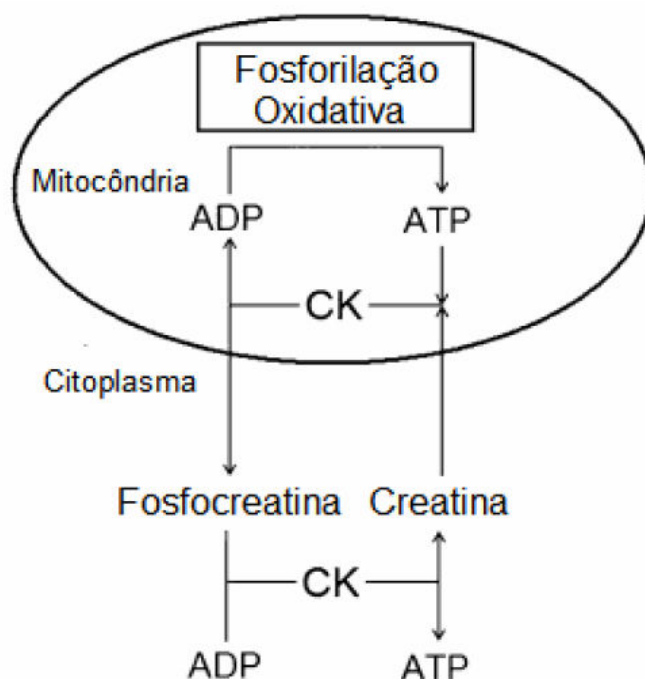 Fosforilação
Oxidativa
Mitocôndria
ADP ATP
CK
Citoplasma
Fosfocreatina Creatina
CK
ADP ATP